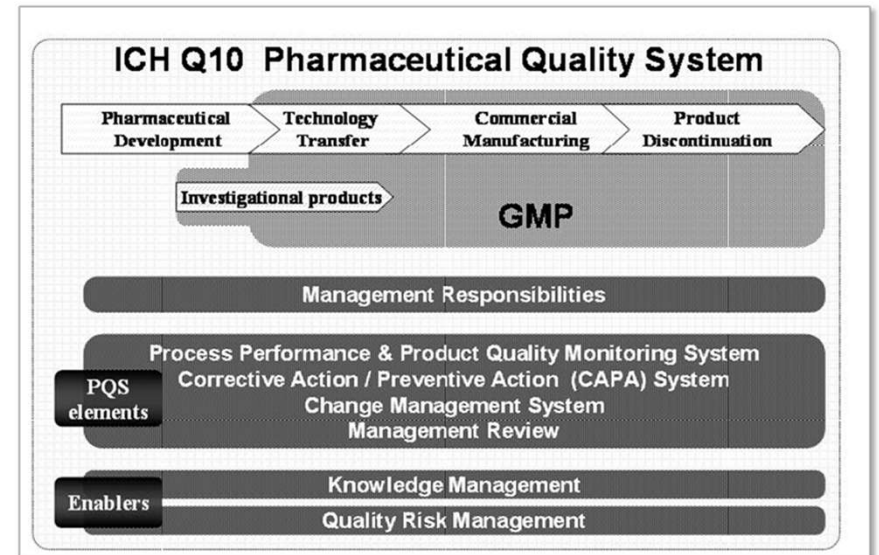 ICH Q10 Pharmaceutical Quality System
Pharmaceutical
Development
Technology
Transfer
Commercial
Manufacturing
Product
Discontinuation
Investigational products
GMP
Management Responsibilities
PQS
elements
Process Performance & Product Quality Monitoring System
Corrective Action / Preventive Action (CAPA) System
Change Management System
Management Review
Enablers
Knowledge Management
Quality Risk Management